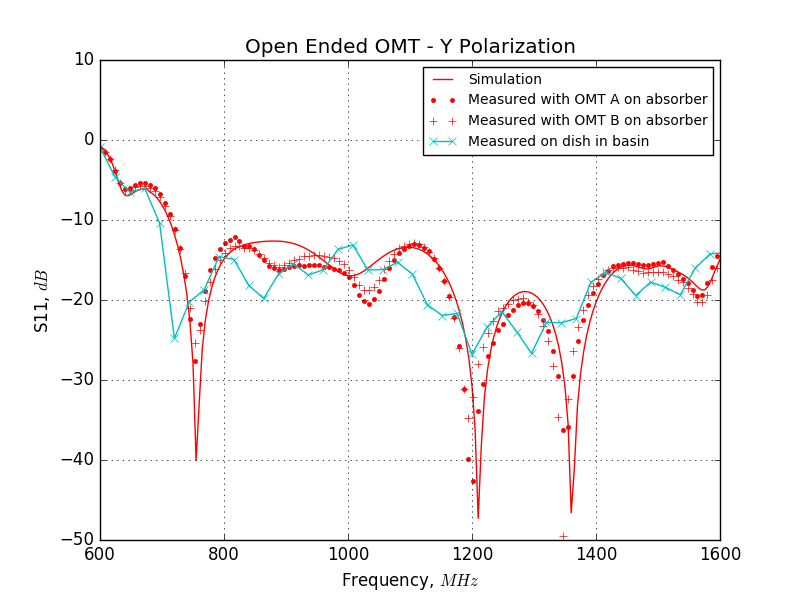 Open Ended OMT - Y Polarization
Simulation
Measured with OMT A on absorber
Measured with OMT B on absorber
Measured on dish in basin
10
0
−10
−20
−30
−40
−50
S11, dB
600 800 1000 1200 1400 1600
Frequency, MHz